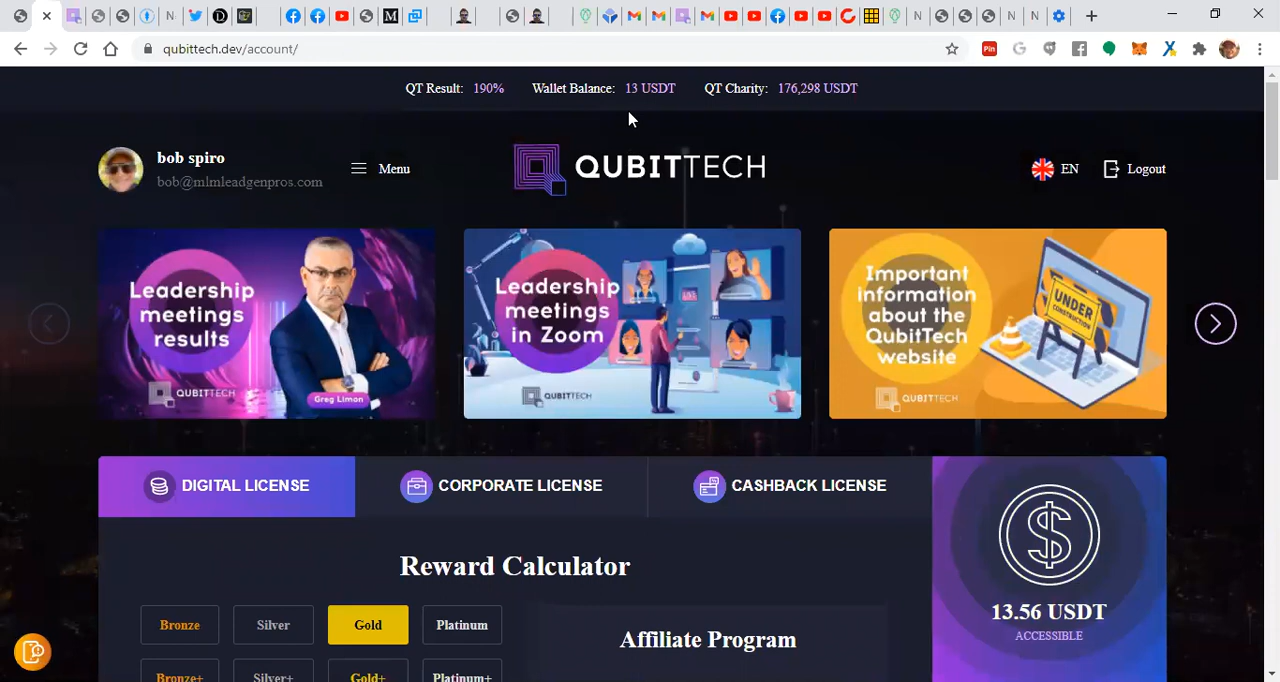 qubittech.dev/account/
QT Result: 190% Wallet Balance: 13 USDT QT Charity: 176,298 USDT
bob spiro
bob@mlmleadgenpros.com
Menu
QUBITTECH
EN
Logout
Leadership
meetings
results
QUBITTECH
Greg Limon
Leadership
meetings
in Zoom
QUBITTECH
Important
information
about the
QubitTech
website
UNDER
CONSTRUCTION
QUBITTECH
DIGITAL LICENSE
CORPORATE LICENSE
CASHBACK LICENSE
Reward Calculator
Bronze
Silver
Gold
Platinum
Affiliate Program
13.56 USDT
ACCESSIBLE
Bronze+
Silver+
Gold+
Platinum+